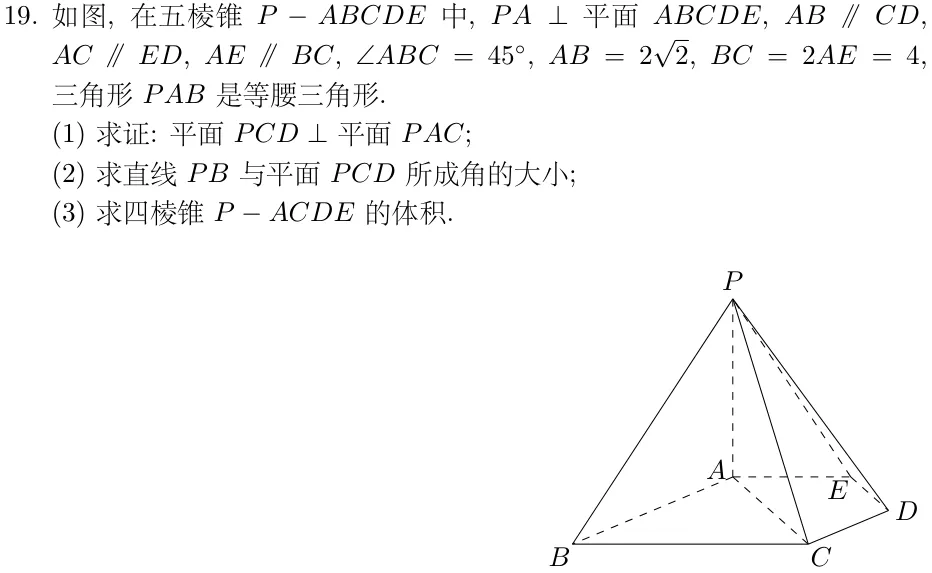 19. 如图, 在五棱锥 P − ABCDE 中, PA ⊥ 平面 ABCDE, AB ∥ CD,
AC ∥ ED, AE ∥ BC, ∠ABC = 45°, AB = 2√2, BC = 2AE = 4,
三角形 PAB 是等腰三角形.
(1) 求证: 平面 PCD ⊥ 平面 PAC;
(2) 求直线 PB 与平面 PCD 所成角的大小;
(3) 求四棱锥 P − ACDE 的体积.
P
A
E
D
B
C